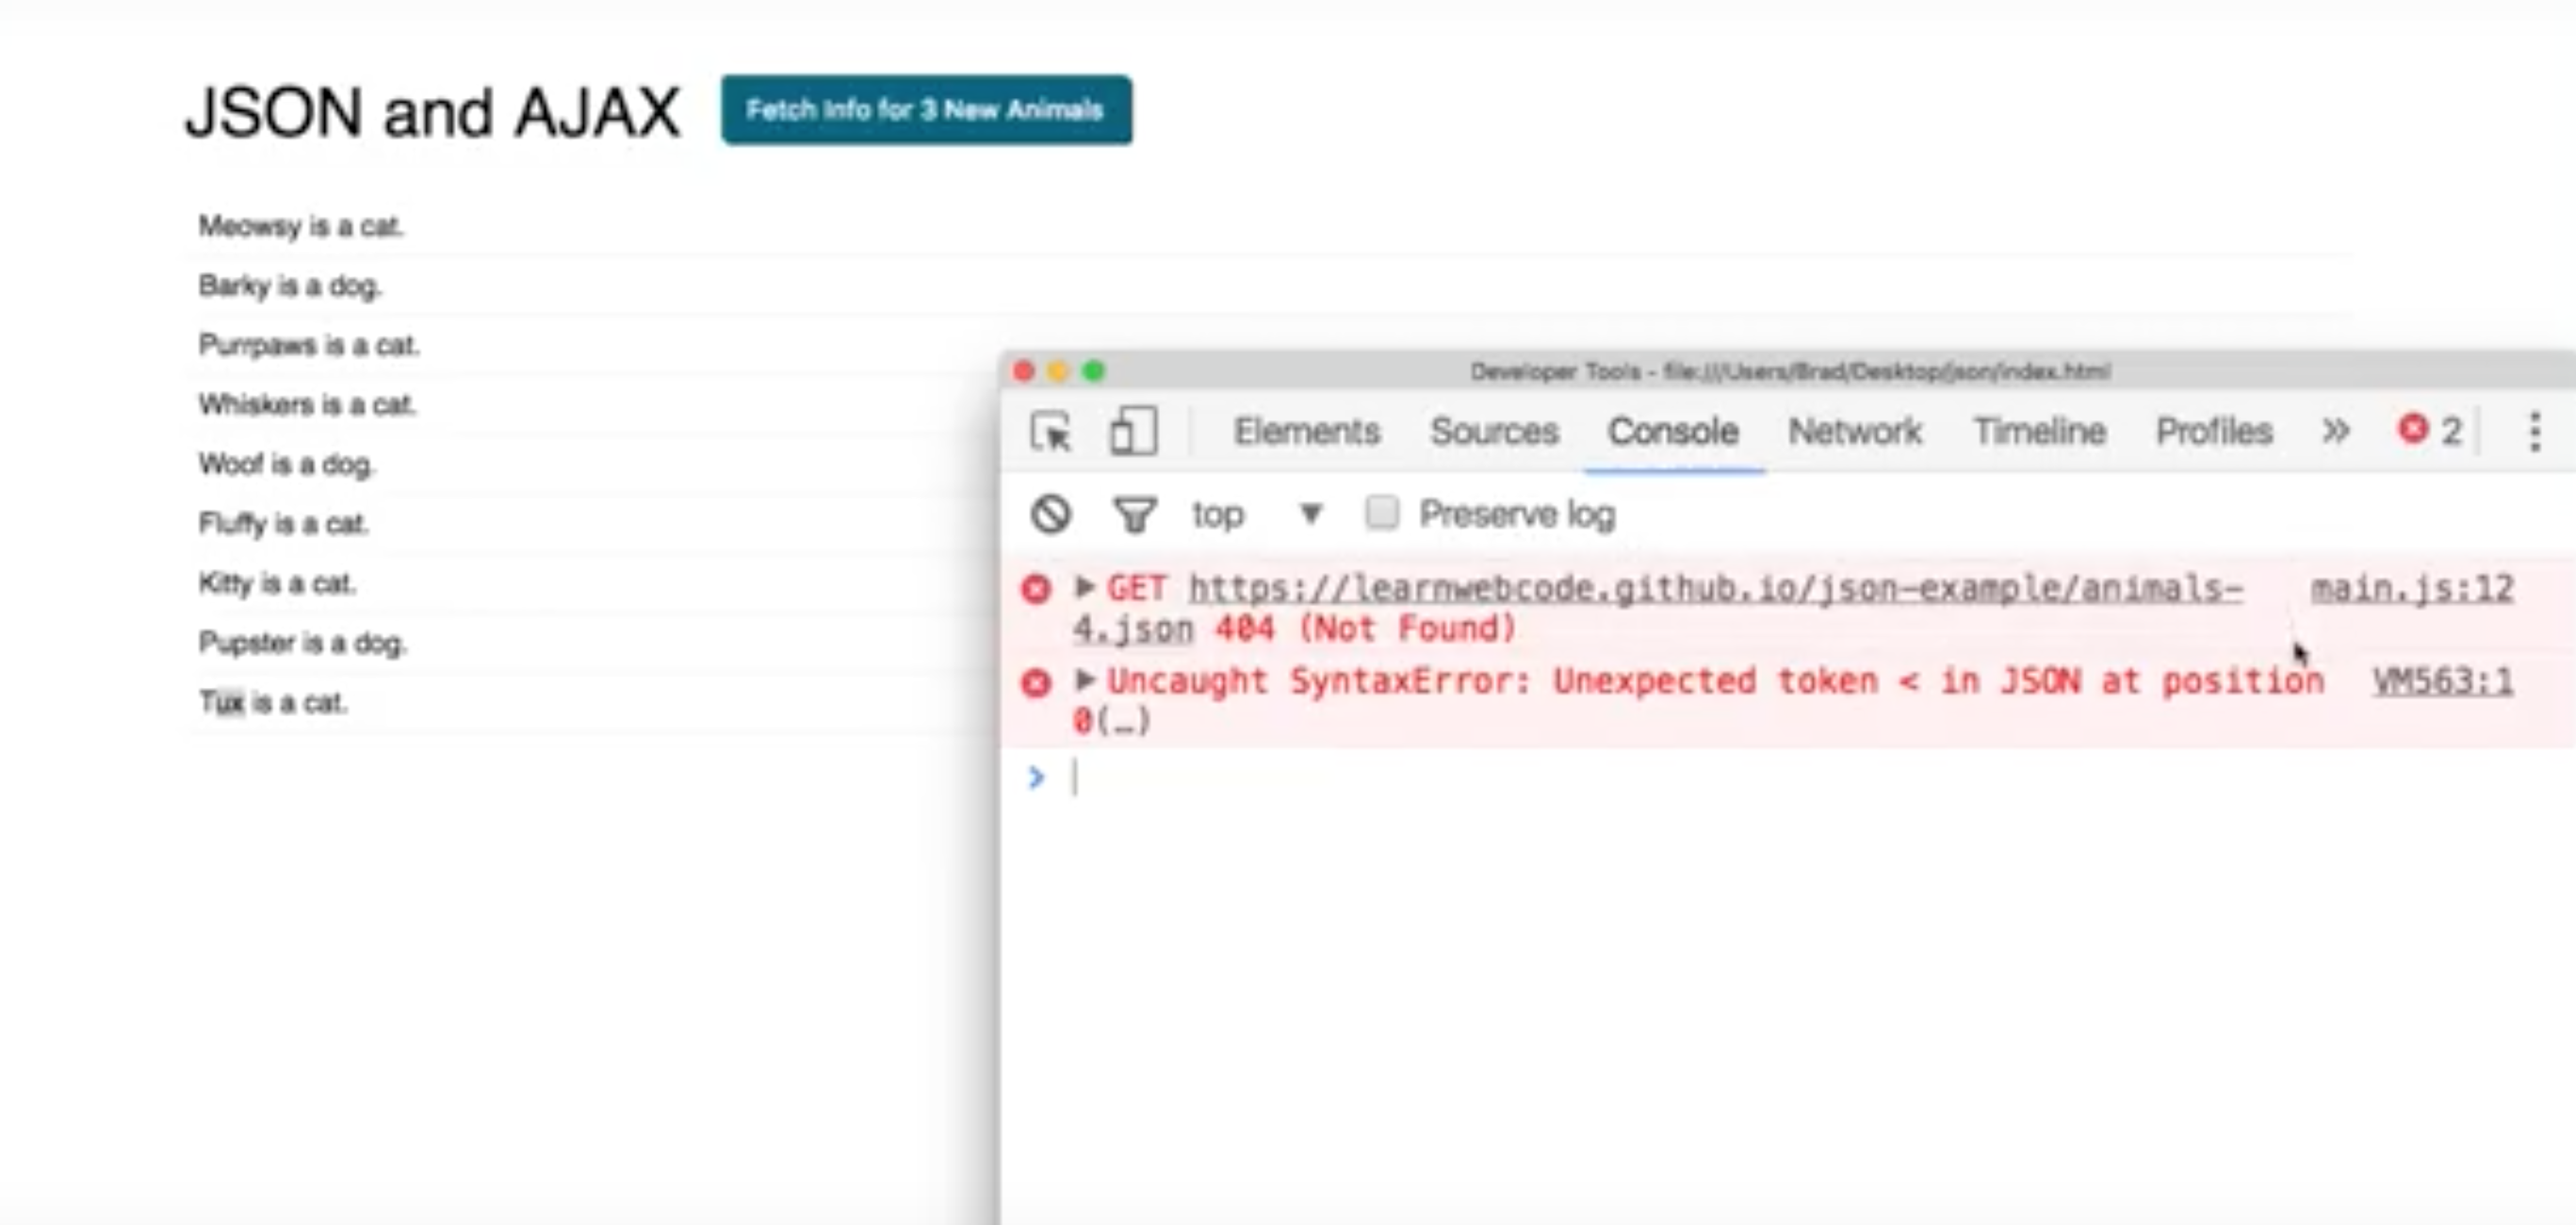 JSON and AJAX
Fetch Info for 3 New Animals
Meowsy is a cat.
Barky is a dog.
Purrpaws is a cat.
Whiskers is a cat.
Woof is a dog.
Fluffy is a cat.
Kitty is a cat.
Pupster is a dog.
Tux is a cat.
Developer Tools - file:///Users/Brad/Desktop/json/index.html
Elements Sources Console Network Timeline Profiles » 2
top ▼ Preserve log
GET https://learnwebcode.github.io/json-example/animals- main.js:12
4.json 404 (Not Found)
Uncaught SyntaxError: Unexpected token < in JSON at position VM563:1
0(…)
>